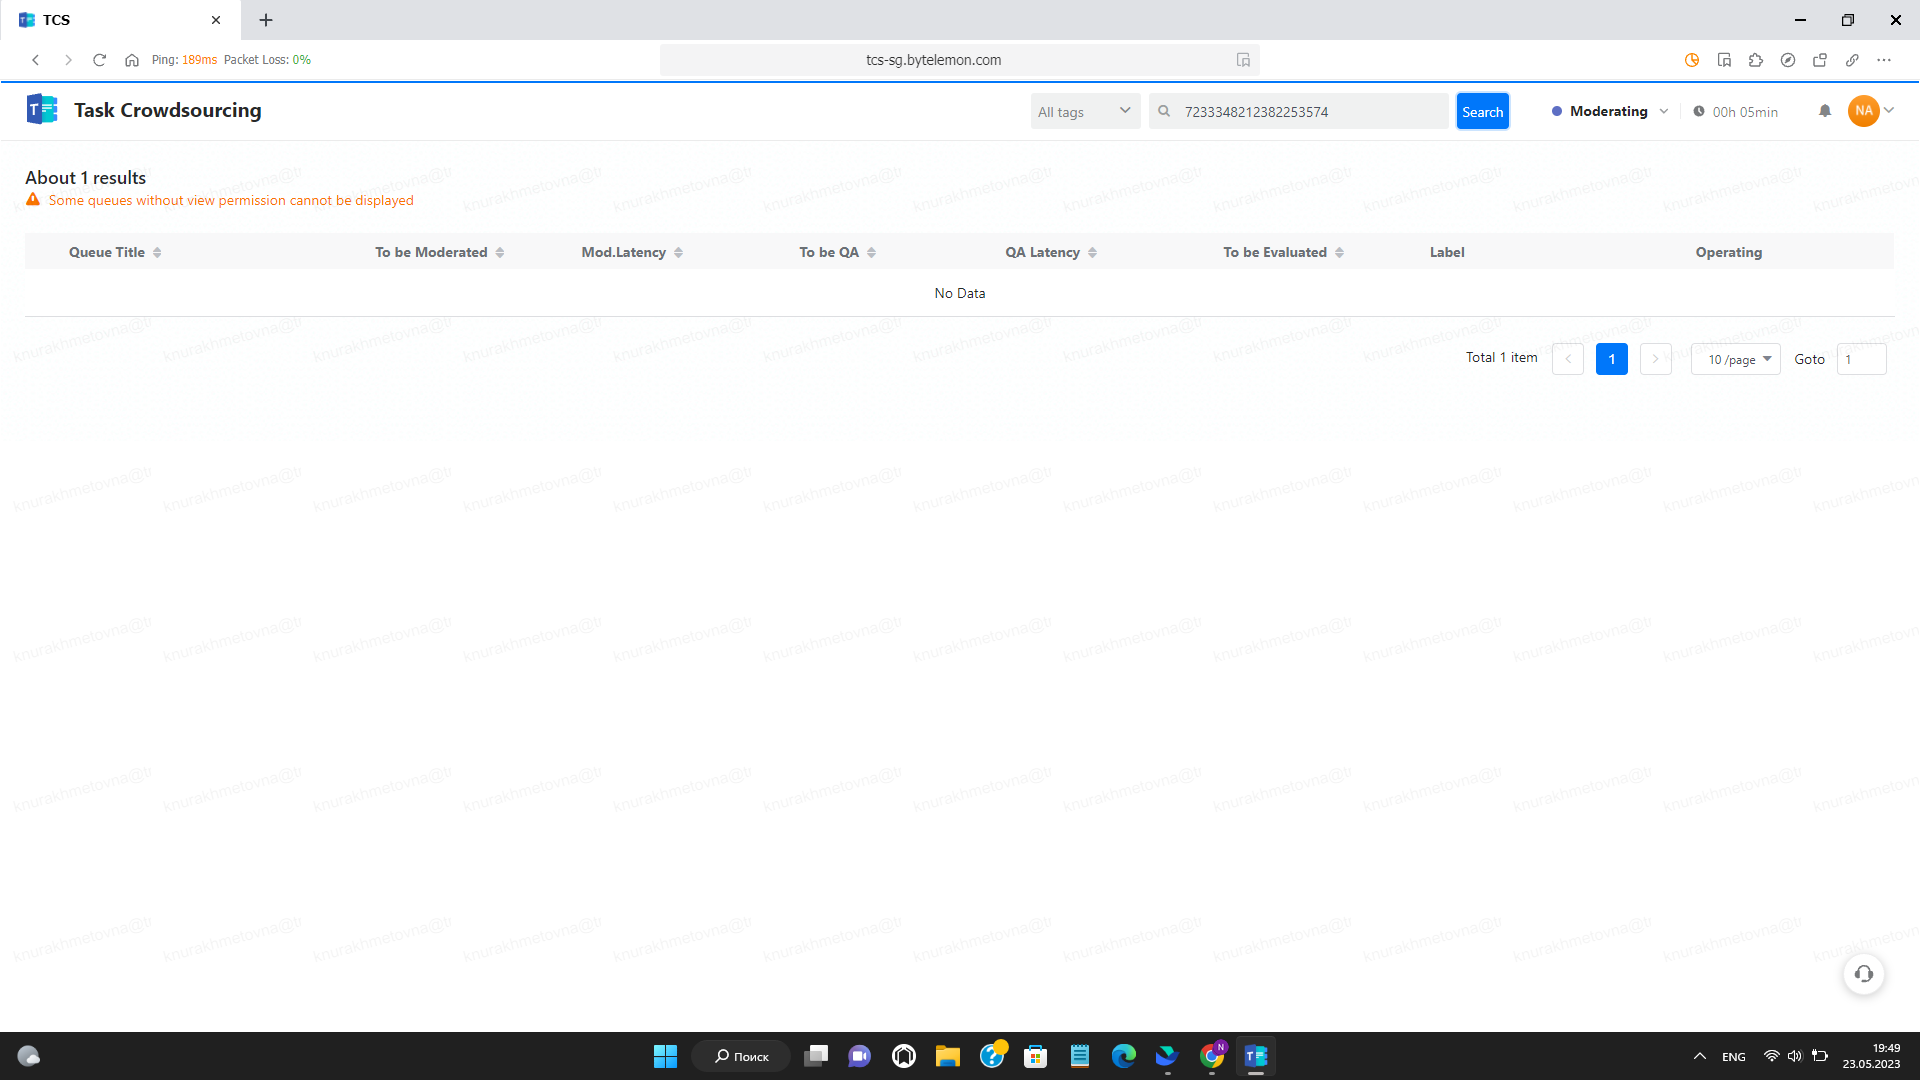 TCS
Ping: 189ms Packet Loss: 0%
tcs-sg.bytelemon.com
Task Crowdsourcing
All tags
7233348212382253574
Search
Moderating
00h 05min
NA
About 1 results
Some queues without view permission cannot be displayed
Queue Title To be Moderated Mod.Latency To be QA QA Latency To be Evaluated Label Operating
No Data
Total 1 item
1
10 /page
Goto
1
knurakhmetovna@tr
Поиск
N
ENG
19:49
23.05.2023